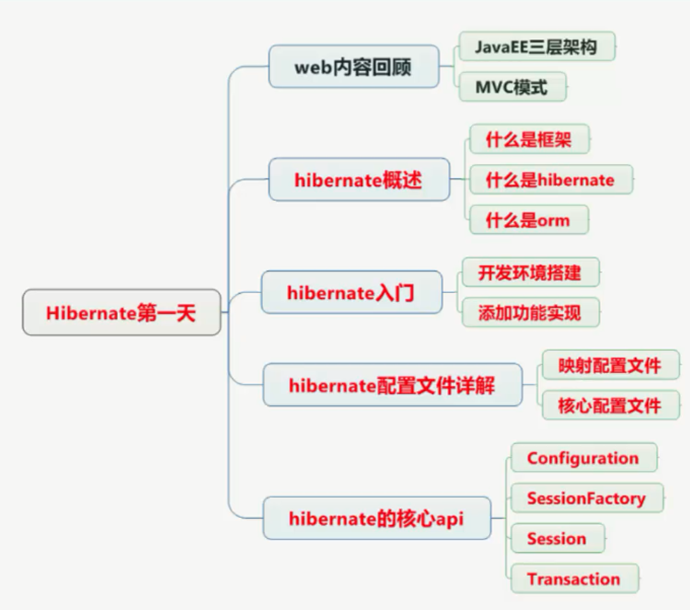 web内容回顾
JavaEE三层架构
MVC模式
hibernate概述
什么是框架
什么是hibernate
什么是orm
Hibernate第一天
hibernate入门
开发环境搭建
添加功能实现
hibernate配置文件详解
映射配置文件
核心配置文件
hibernate的核心api
Configuration
SessionFactory
Session
Transaction